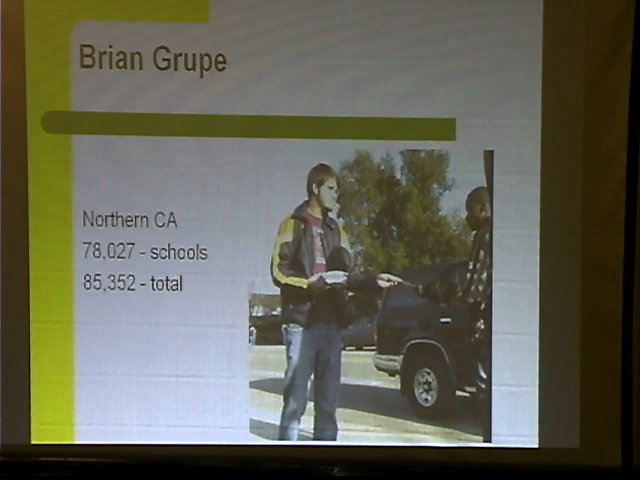 Brian Grupe
Northern CA
78,027 - schools
85,352 - total